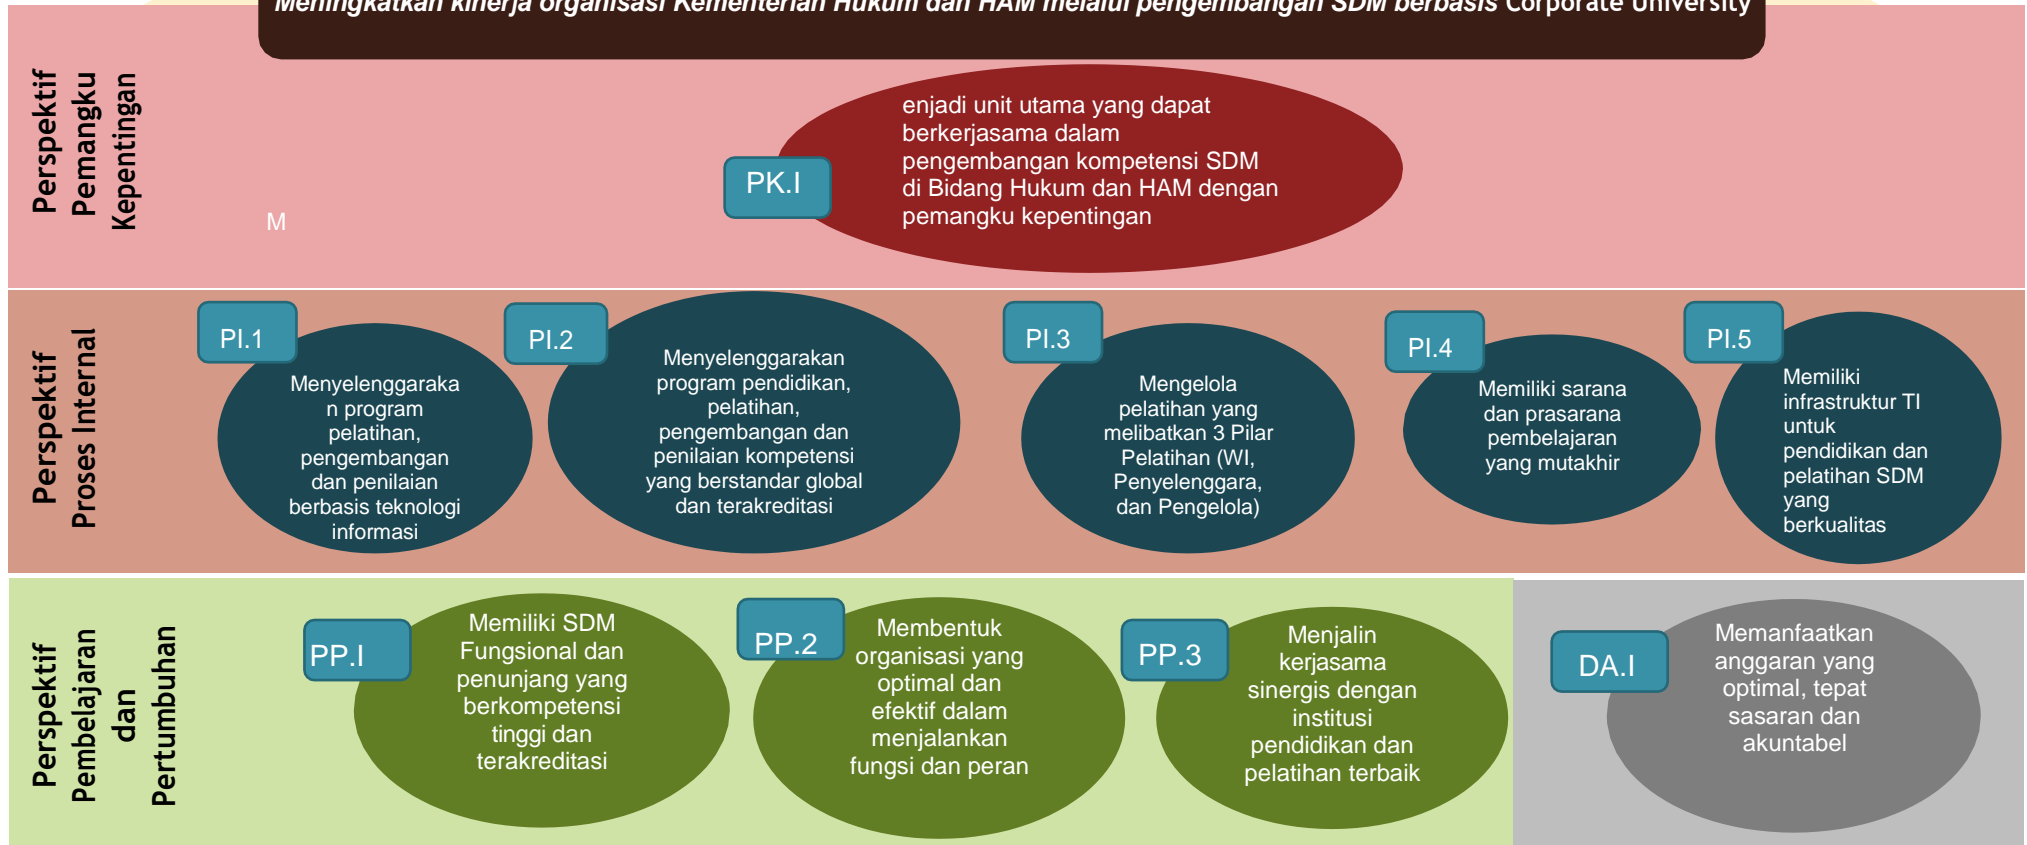 Meningkatkan kinerja organisasi Kementerian Hukum dan HAM melalui pengembangan SDM berbasis Corporate University
Perspektif
Pemangku
Kepentingan
M
PK.I
enjadi unit utama yang dapat
berkerjasama dalam
pengembangan kompetensi SDM
di Bidang Hukum dan HAM dengan
pemangku kepentingan
Perspektif
Proses Internal
PI.1
Menyelenggaraka
n program
pelatihan,
pengembangan
dan penilaian
berbasis teknologi
informasi
PI.2
Menyelenggarakan
program pendidikan,
pelatihan,
pengembangan dan
penilaian kompetensi
yang berstandar global
dan terakreditasi
PI.3
Mengelola
pelatihan yang
melibatkan 3 Pilar
Pelatihan (WI,
Penyelenggara,
dan Pengelola)
PI.4
Memiliki sarana
dan prasarana
pembelajaran
yang mutakhir
PI.5
Memiliki
infrastruktur TI
untuk
pendidikan dan
pelatihan SDM
yang
berkualitas
Perspektif
Pembelajaran
dan
Pertumbuhan
PP.I
Memiliki SDM
Fungsional dan
penunjang yang
berkompetensi
tinggi dan
terakreditasi
PP.2
Membentuk
organisasi yang
optimal dan
efektif dalam
menjalankan
fungsi dan peran
PP.3
Menjalin
kerjasama
sinergis dengan
institusi
pendidikan dan
pelatihan terbaik
DA.I
Memanfaatkan
anggaran yang
optimal, tepat
sasaran dan
akuntabel